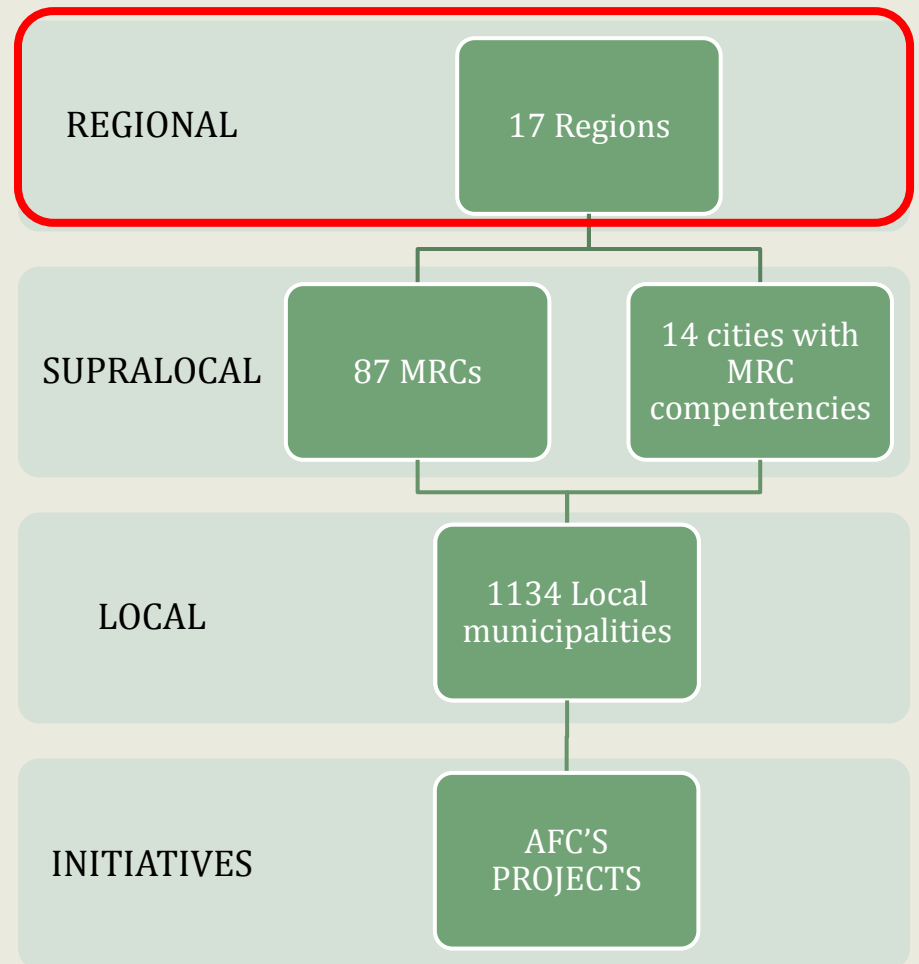 REGIONAL
17 Regions
SUPRALOCAL
87 MRCs
14 cities with
MRC
compentencies
LOCAL
1134 Local
municipalities
INITIATIVES
AFC’S
PROJECTS